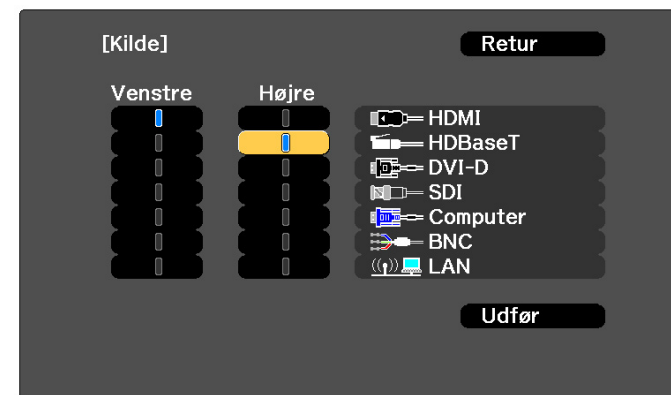 [Kilde] Retur
Venstre Højre
HDMI
HDBaseT
DVI-D
SDI
Computer
BNC
LAN
Udfør